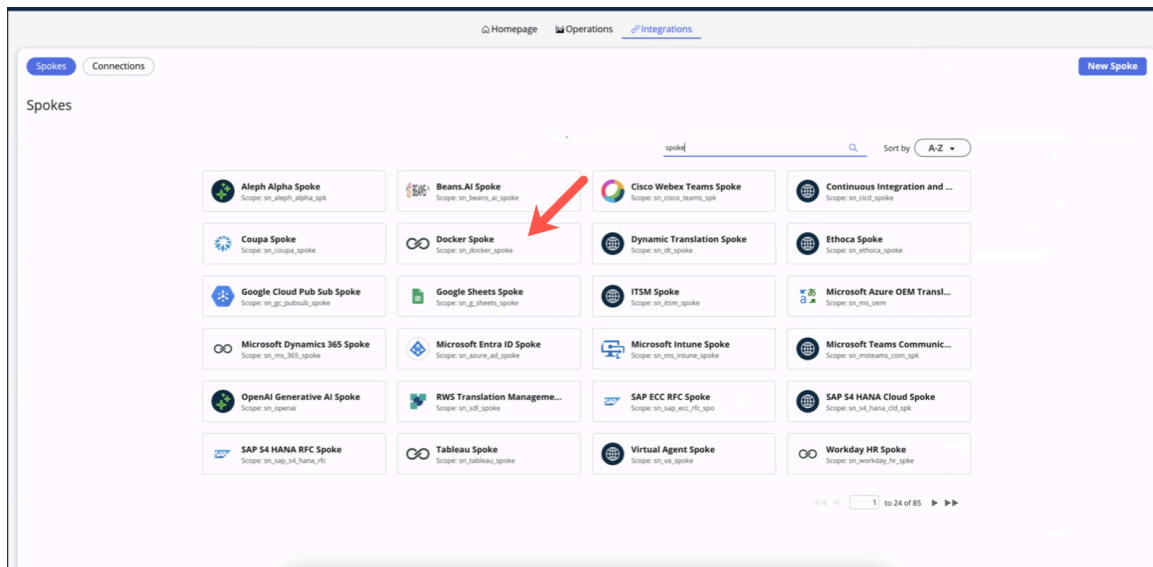 Homepage
Operations
Integrations
Spokes
Connections
New Spoke
Spokes
spoke
Sort by
A-Z
Aleph Alpha Spoke
Scope: sn_aleph_alpha_spk
BEANS
Beans.AI Spoke
Scope: sn_beans_ai_spoke
Cisco Webex Teams Spoke
Scope: sn_cisco_teams_spk
Continuous Integration and ...
Scope: sn_cicd_spoke
Coupa Spoke
Scope: sn_coupa_spoke
Docker Spoke
Scope: sn_docker_spoke
Dynamic Translation Spoke
Scope: sn_dt_spoke
Ethoca Spoke
Scope: sn_ethoca_spoke
Google Cloud Pub Sub Spoke
Scope: sn_gc_pubsub_spoke
Google Sheets Spoke
Scope: sn_g_sheets_spoke
ITSM Spoke
Scope: sn_itsm_spoke
あ
a
Microsoft Azure OEM Transl...
Scope: sn_ms_oem
Microsoft Dynamics 365 Spoke
Scope: sn_ms_365_spoke
Microsoft Entra ID Spoke
Scope: sn_azure_ad_spoke
Microsoft Intune Spoke
Scope: sn_ms_intune_spoke
Microsoft Teams Communic...
Scope: sn_msteams_com_spk
OpenAI Generative AI Spoke
Scope: sn_openai
RWS Translation Manageme...
Scope: sn_sdl_spoke
SAP
SAP ECC RFC Spoke
Scope: sn_sap_ecc_rfc_spo
SAP S4 HANA Cloud Spoke
Scope: sn_s4_hana_cld_spk
SAP
SAP S4 HANA RFC Spoke
Scope: sn_sap_s4_hana_rfc
Tableau Spoke
Scope: sn_tableau_spoke
Virtual Agent Spoke
Scope: sn_va_spoke
Workday HR Spoke
Scope: sn_workday_hr_spke
1 to 24 of 85